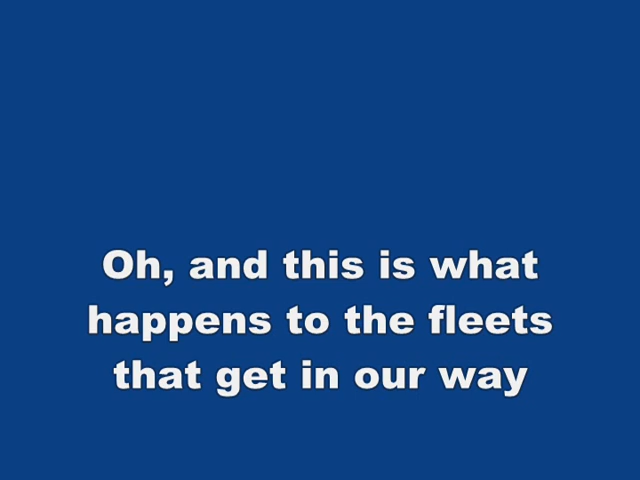 Oh, and this is what
happens to the fleets
that get in our way